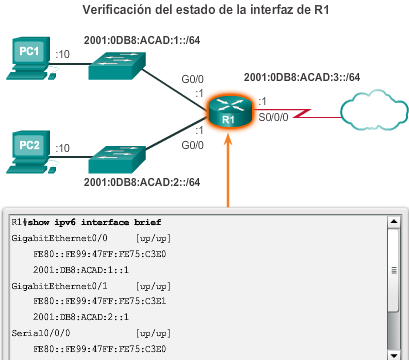 Verificación del estado de la interfaz de R1
PC1
:10
2001:0DB8:ACAD:1::/64
G0/0
:1
2001:0DB8:ACAD:3::/64
:1
S0/0/0
R1
:1
G0/0
PC2
:10
2001:0DB8:ACAD:2::/64
R1#show ipv6 interface brief
GigabitEthernet0/0 [up/up]
FE80::FE99:47FF:FE75:C3E0
2001:DB8:ACAD:1::1
GigabitEthernet0/1 [up/up]
FE80::FE99:47FF:FE75:C3E1
2001:DB8:ACAD:2::1
Serial0/0/0 [up/up]
FE80::FE99:47FF:FE75:C3E0